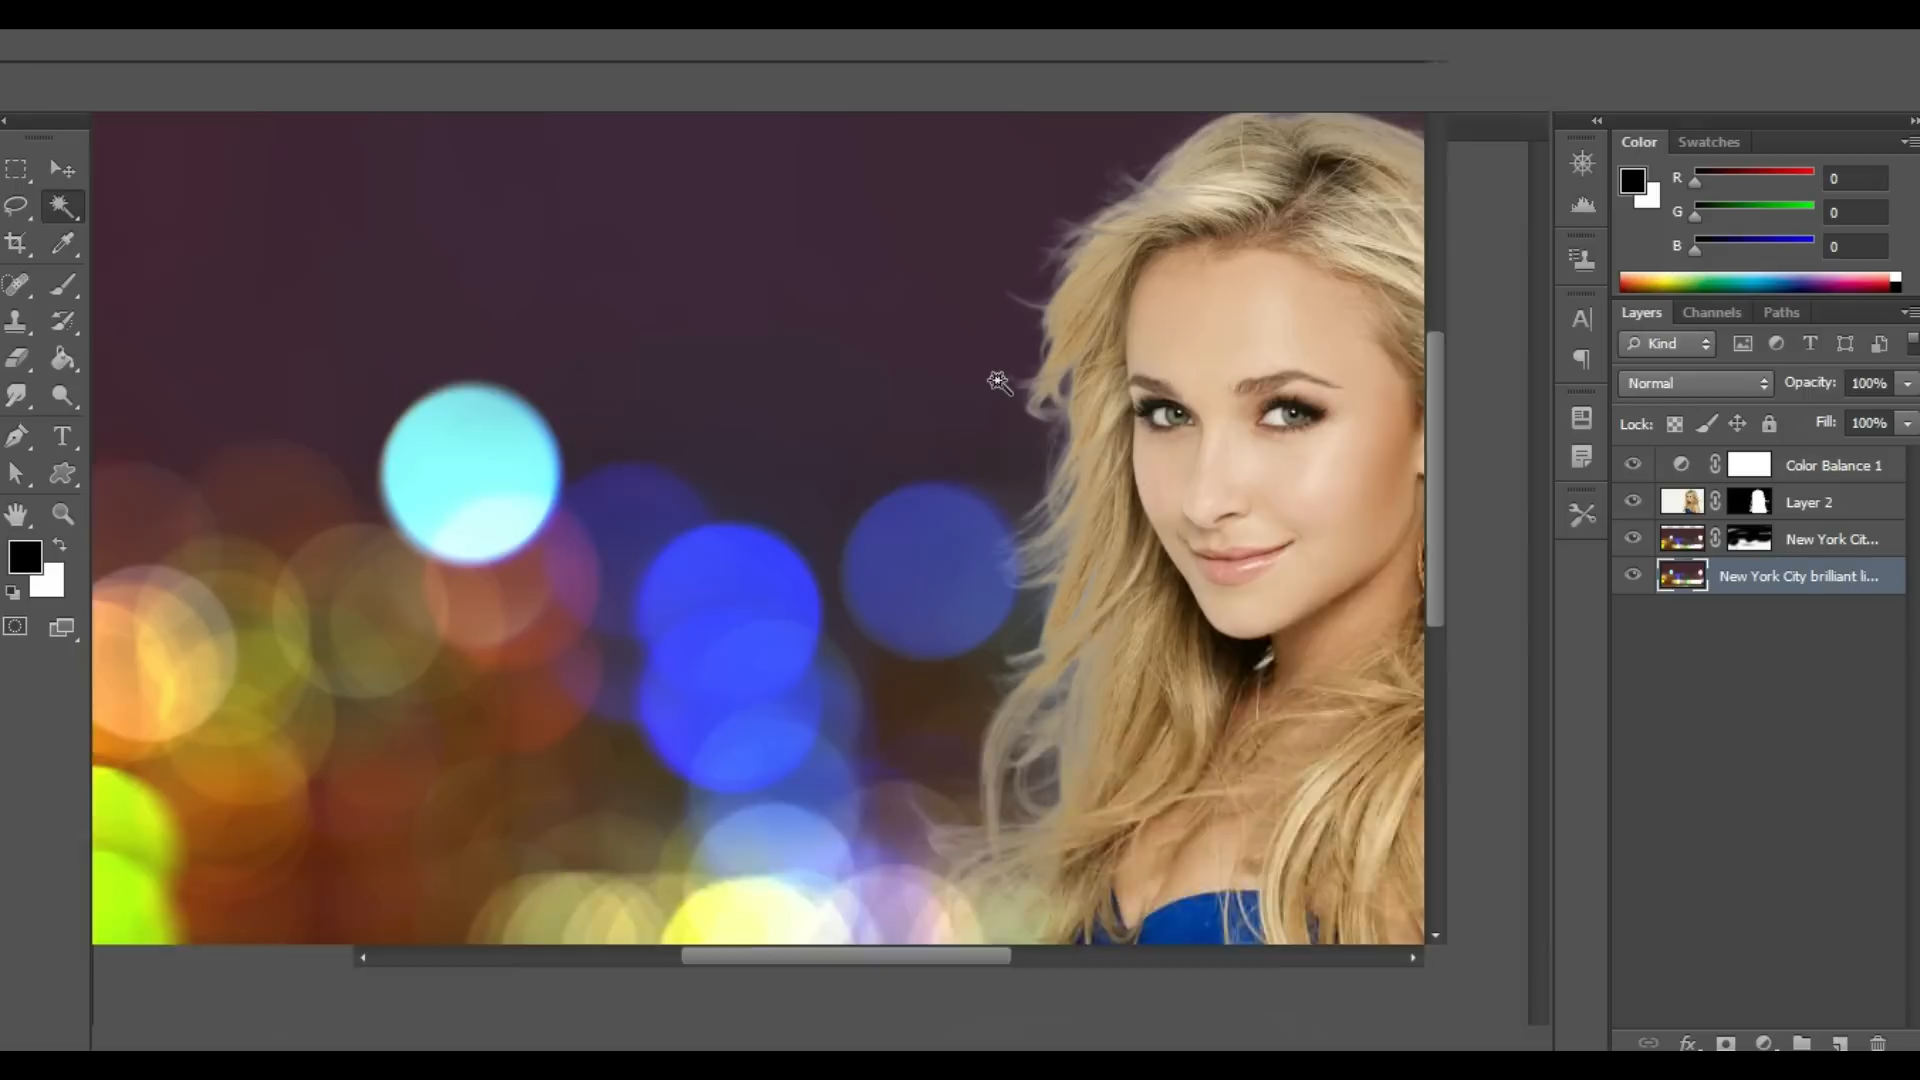 Color Swatches
R 0
G 0
B 0
Layers Channels Paths
Kind
Normal Opacity: 100%
Lock: Fill: 100%
Color Balance 1
Layer 2
New York Cit...
New York City brilliant li...